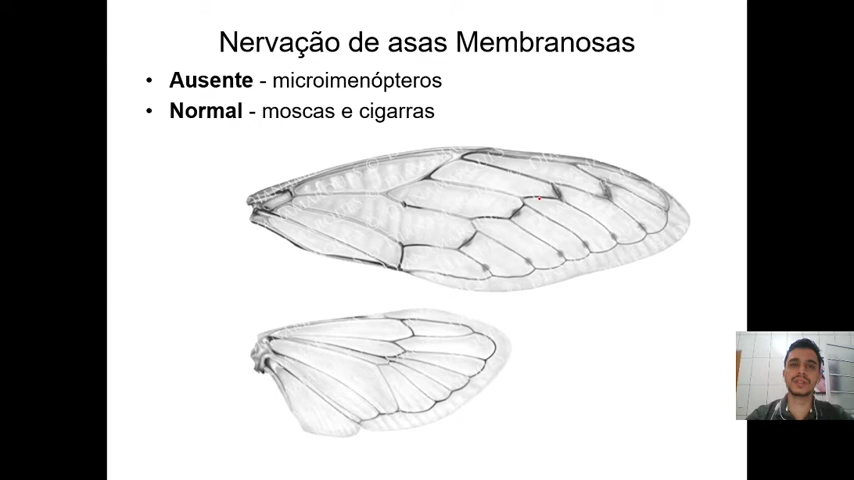 Nervação de asas Membranosas
• Ausente - microimenópteros
• Normal - moscas e cigarras